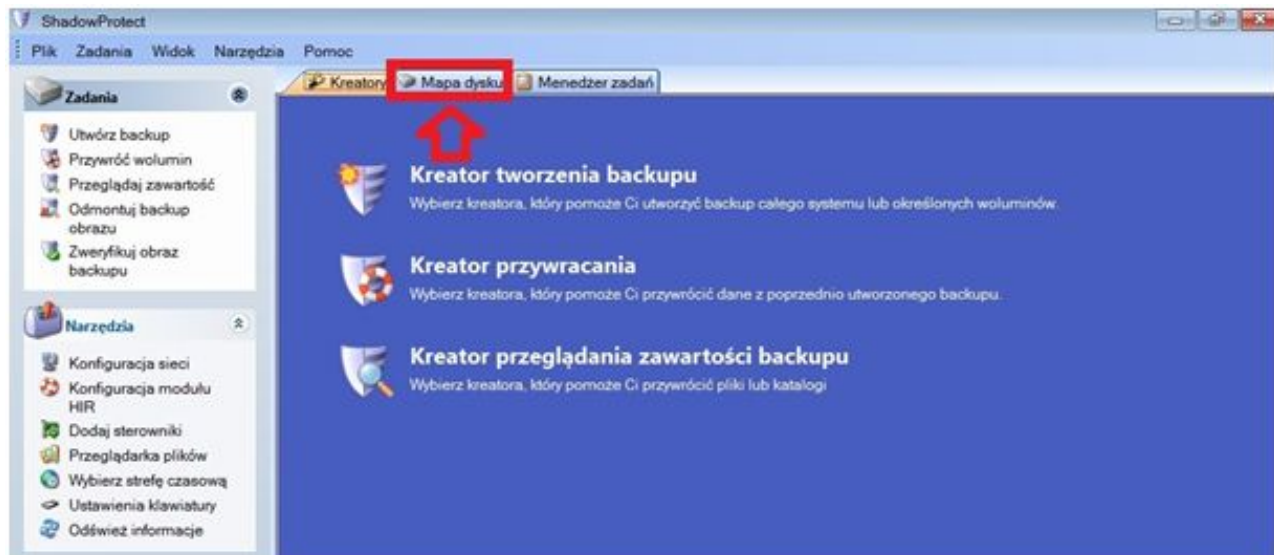 ShadowProtect
Plik Zadania Widok Narzędzia Pomoc
Kreatory Mapa dysku Menedżer zadań
Zadania
Utwórz backup
Przywróć wolumin
Przeglądaj zawartość
Odmontuj backup
obrazu
Zweryfikuj obraz
backupu
Narzędzia
Konfiguracja sieci
Konfiguracja modułu
HIR
Dodaj sterowniki
Przeglądarka plików
Wybierz strefę czasową
Ustawienia klawiatury
Odśwież informacje
Kreator tworzenia backupu
Wybierz kreatora, który pomoże Ci utworzyć backup całego systemu lub określonych woluminów.
Kreator przywracania
Wybierz kreatora, który pomoże Ci przywrócić dane z poprzednio utworzonego backupu.
Kreator przeglądania zawartości backupu
Wybierz kreatora, który pomoże Ci przywrócić pliki lub katalogi